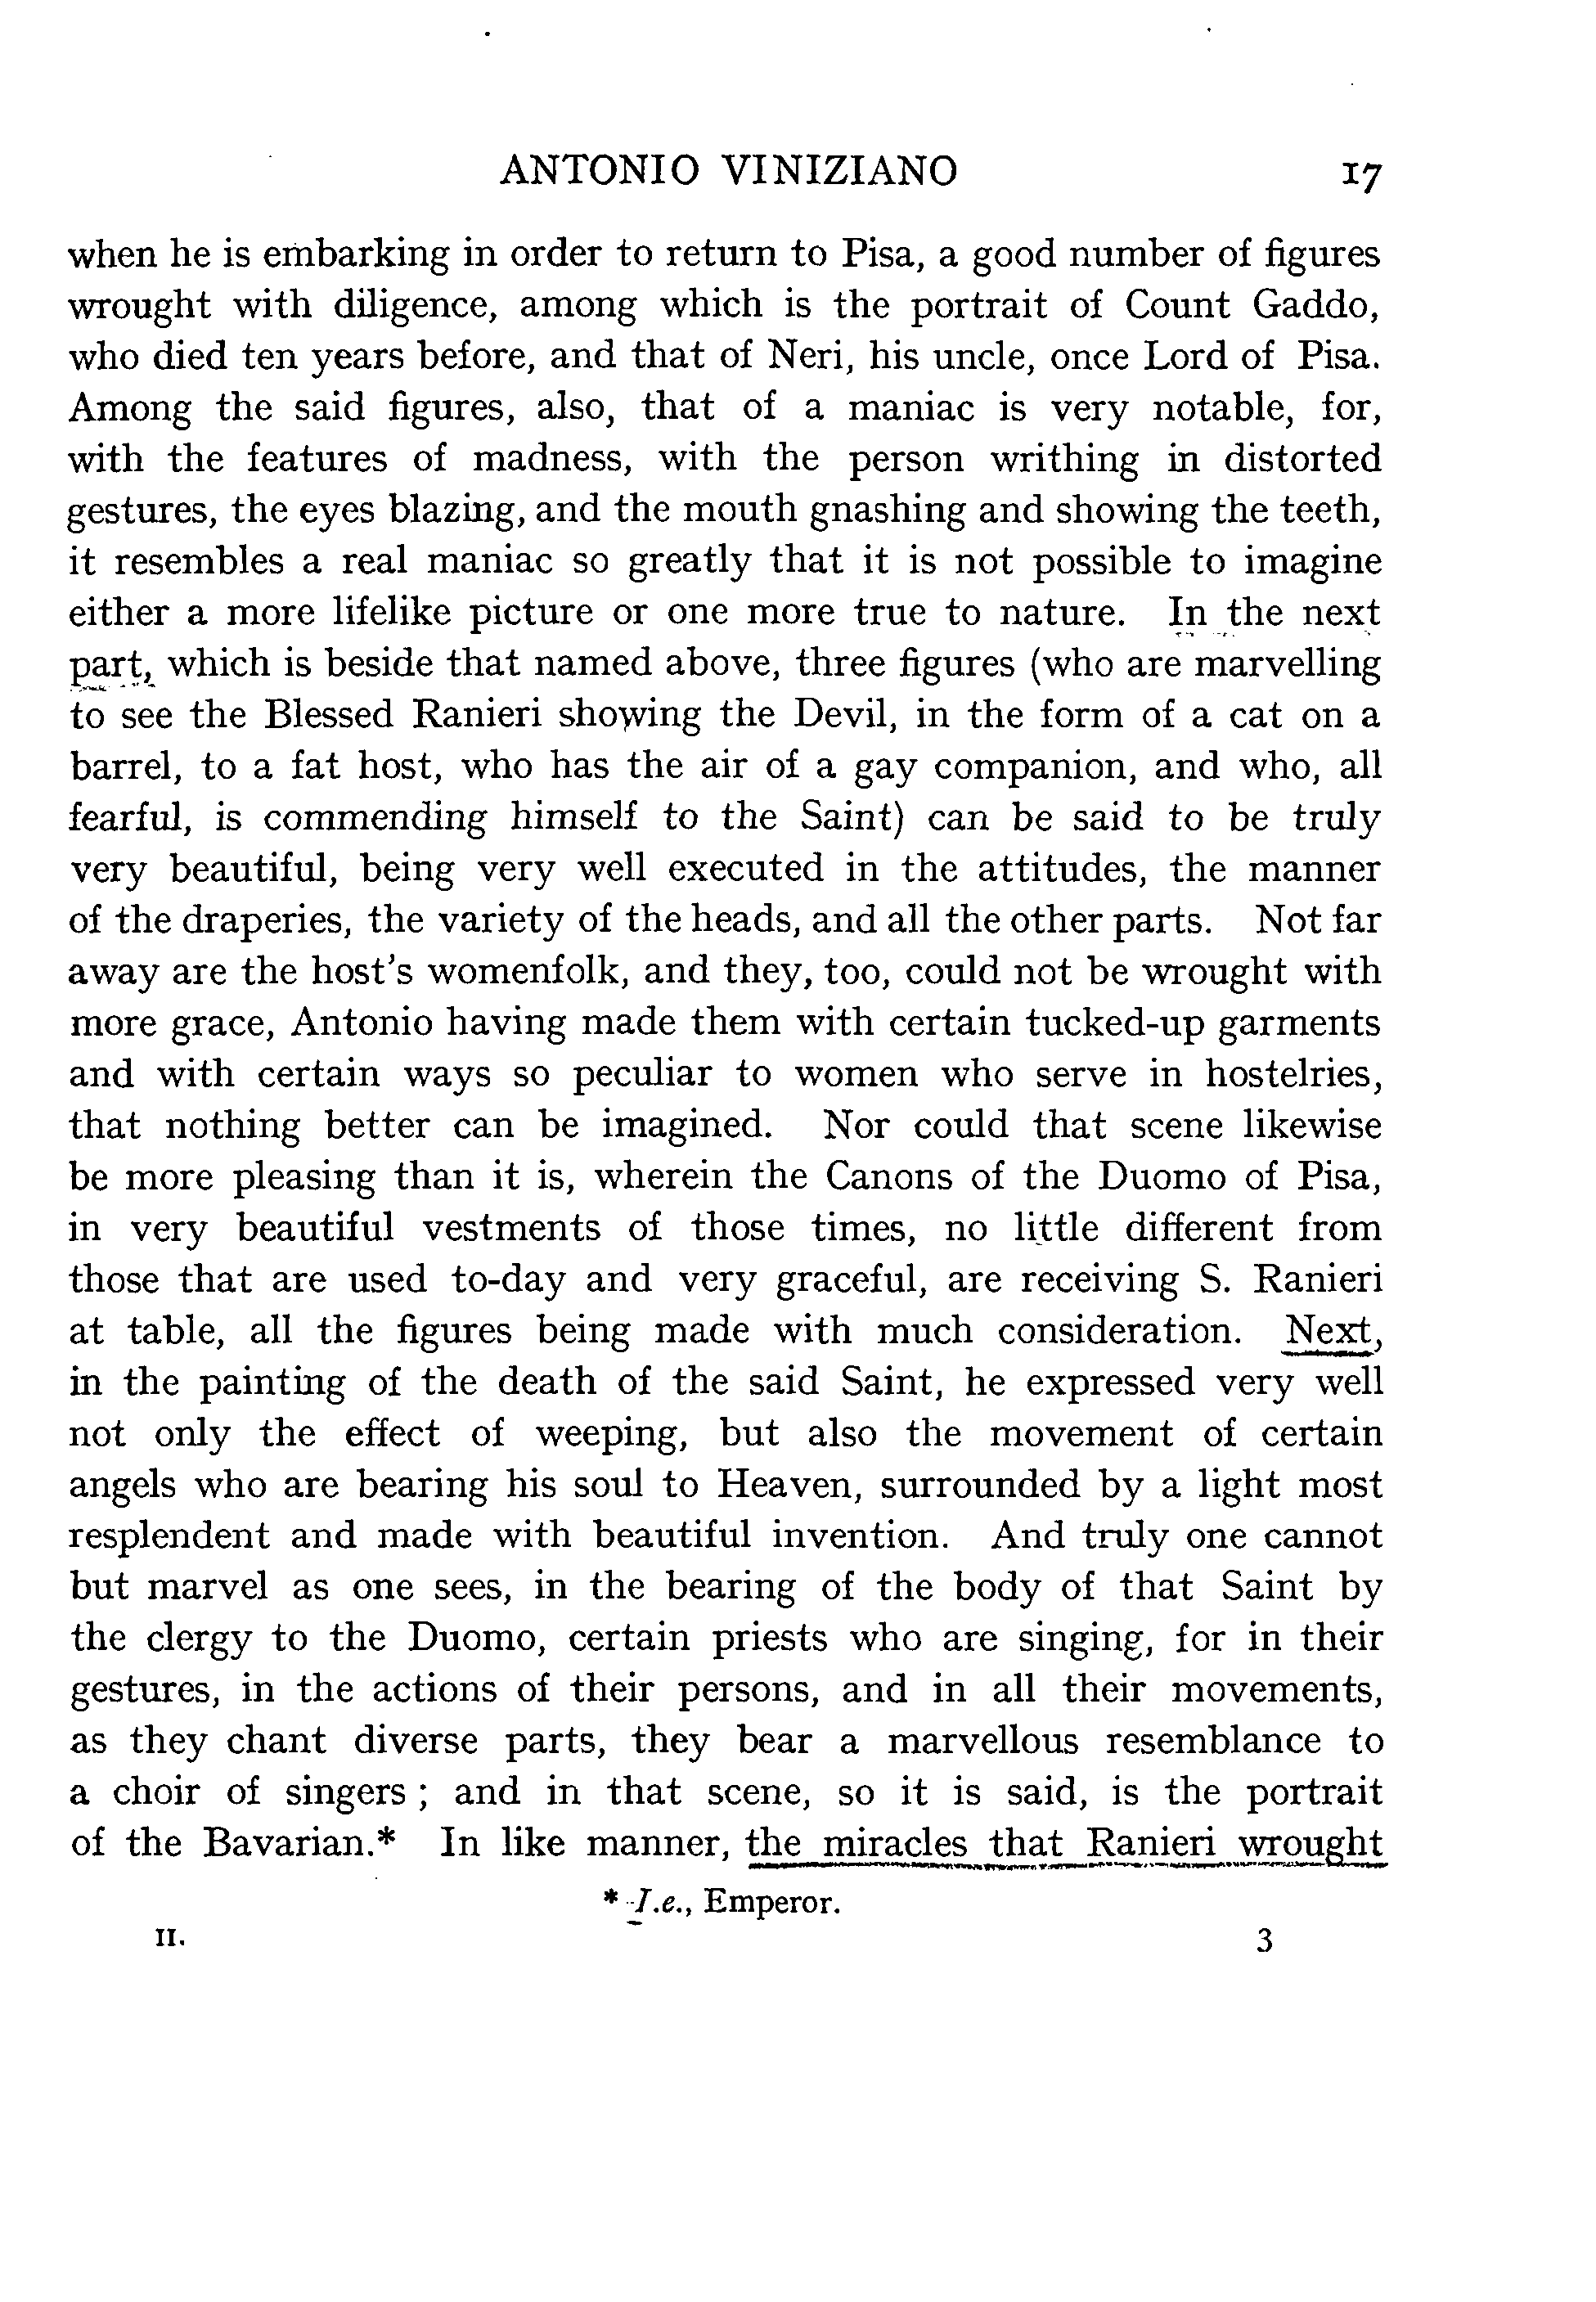 ANTONIO VINIZIANO 17
when he is embarking in order to return to Pisa, a good number of figures
wrought with diligence, among which is the portrait of Count Gaddo,
who died ten years before, and that of Neri, his uncle, once Lord of Pisa.
Among the said figures, also, that of a maniac is very notable, for,
with the features of madness, with the person writhing in distorted
gestures, the eyes blazing, and the mouth gnashing and showing the teeth,
it resembles a real maniac so greatly that it is not possible to imagine
either a more lifelike picture or one more true to nature. In the next
part, which is beside that named above, three figures (who are marvelling
to see the Blessed Ranieri showing the Devil, in the form of a cat on a
barrel, to a fat host, who has the air of a gay companion, and who, all
fearful, is commending himself to the Saint) can be said to be truly
very beautiful, being very well executed in the attitudes, the manner
of the draperies, the variety of the heads, and all the other parts. Not far
away are the host's womenfolk, and they, too, could not be wrought with
more grace, Antonio having made them with certain tucked-up garments
and with certain ways so peculiar to women who serve in hostelries,
that nothing better can be imagined. Nor could that scene likewise
be more pleasing than it is, wherein the Canons of the Duomo of Pisa,
in very beautiful vestments of those times, no little different from
those that are used to-day and very graceful, are receiving S. Ranieri
at table, all the figures being made with much consideration. Next,
in the painting of the death of the said Saint, he expressed very well
not only the effect of weeping, but also the movement of certain
angels who are bearing his soul to Heaven, surrounded by a light most
resplendent and made with beautiful invention. And truly one cannot
but marvel as one sees, in the bearing of the body of that Saint by
the clergy to the Duomo, certain priests who are singing, for in their
gestures, in the actions of their persons, and in all their movements,
as they chant diverse parts, they bear a marvellous resemblance to
a choir of singers ; and in that scene, so it is said, is the portrait
of the Bavarian.* In like manner, the miracles that Ranieri wrought
* I.e., Emperor.
II. 3